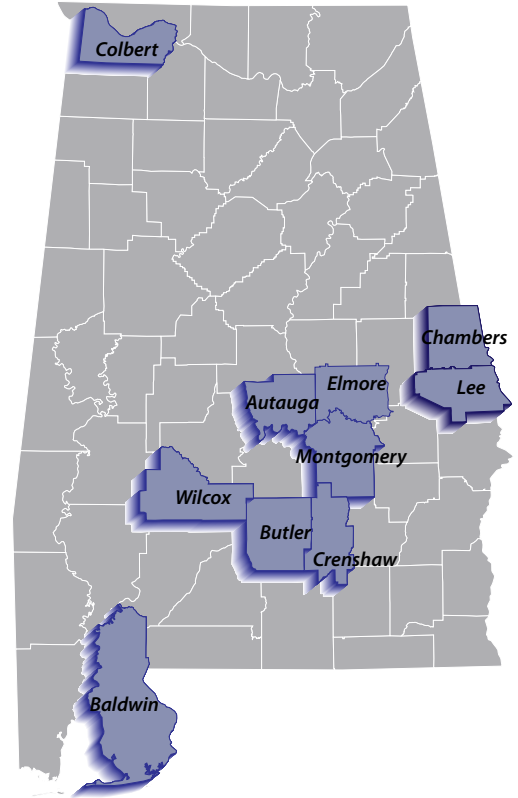 Colbert
Chambers
Elmore
Lee
Autauga
Montgomery
Wilcox
Butler
Crenshaw
Baldwin